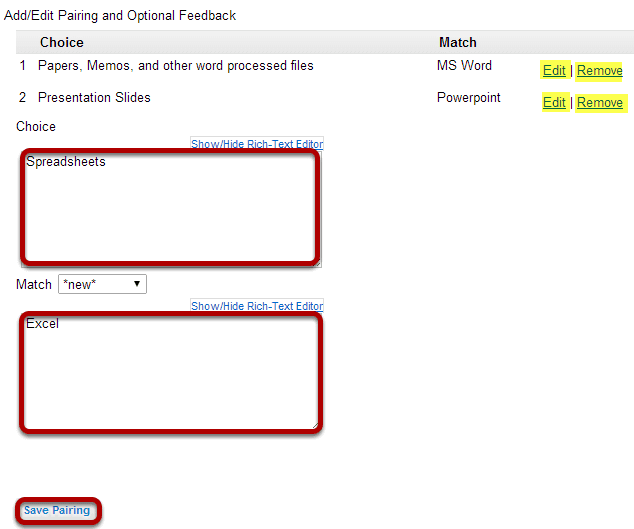 Add/Edit Pairing and Optional Feedback
Choice Match
1 Papers, Memos, and other word processed files MS Word Edit | Remove
2 Presentation Slides Powerpoint Edit | Remove
Choice
Show/Hide Rich-Text Editor
Spreadsheets
Match *new*
Show/Hide Rich-Text Editor
Excel
Save Pairing